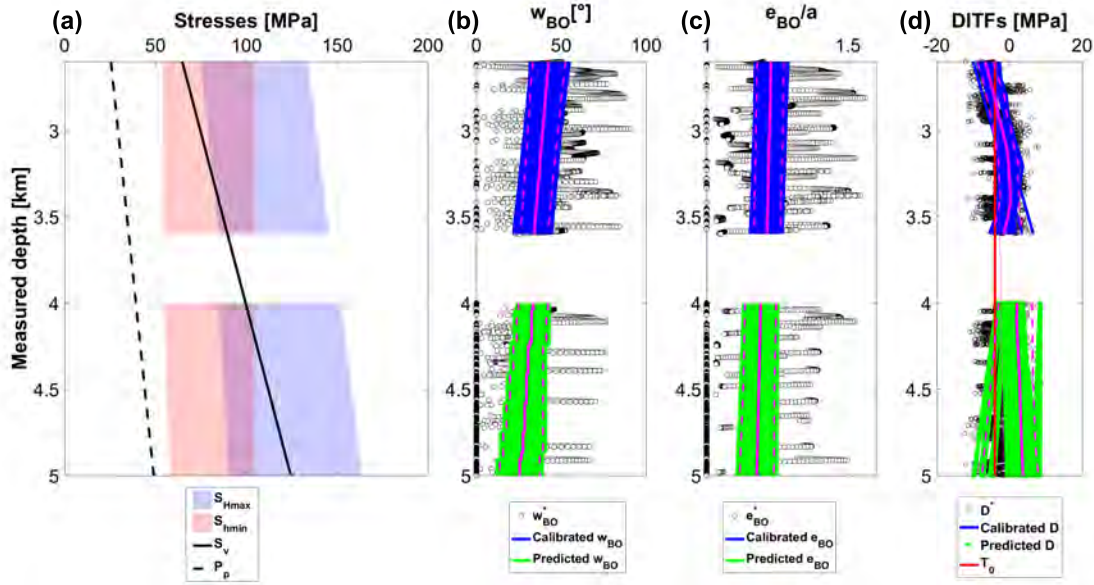 (a) Stresses [MPa]
0 50 100 150 200
Measured depth [km]
3
3.5
4
4.5
5
S_Hmax
S_hmin
S_v
P_p
(b) w_BO[°]
0 50 100
w*_BO
Calibrated w_BO
Predicted w_BO
(c) e_BO/a
1 1.5
e*_BO
Calibrated e_BO
Predicted e_BO
(d) DITFs [MPa]
-20 0 20
D*
Calibrated D
Predicted D
T_0